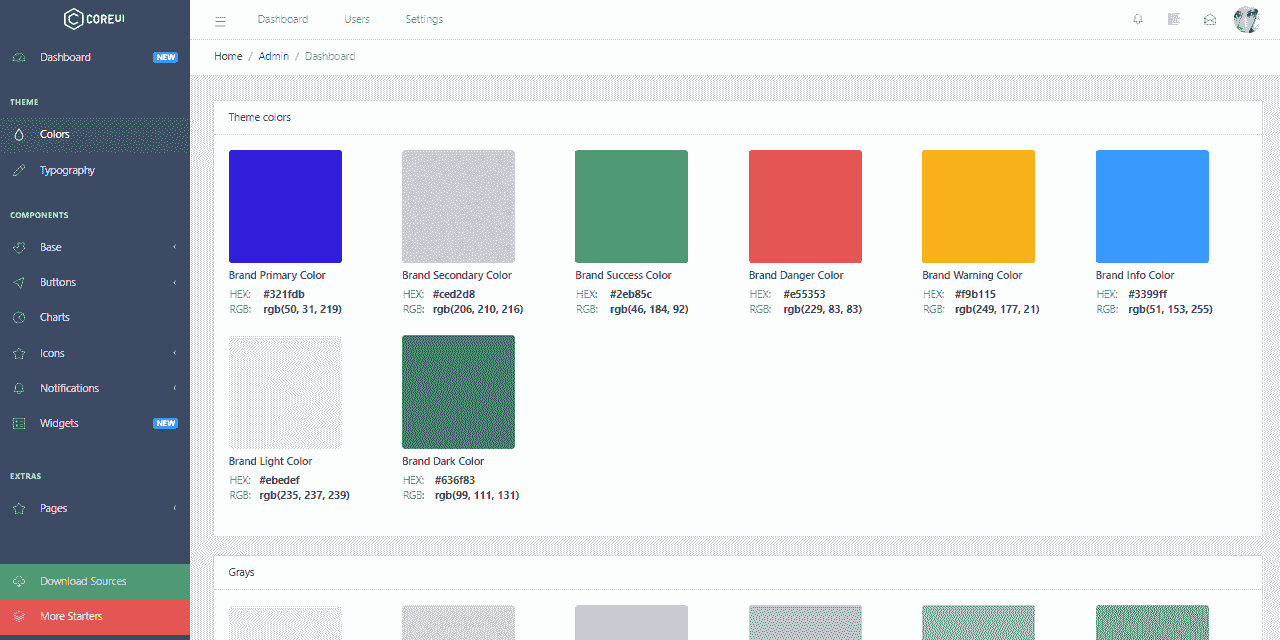 COREUI
Dashboard NEW
THEME
Colors
Typography
COMPONENTS
Base
Buttons
Charts
Icons
Notifications
Widgets NEW
EXTRAS
Pages
Download Sources
More Starters
Dashboard Users Settings
Home / Admin / Dashboard
Theme colors
Brand Primary Color
HEX: #321fdb
RGB: rgb(50, 31, 219)
Brand Secondary Color
HEX: #ced2d8
RGB: rgb(206, 210, 216)
Brand Success Color
HEX: #2eb85c
RGB: rgb(46, 184, 92)
Brand Danger Color
HEX: #e55353
RGB: rgb(229, 83, 83)
Brand Warning Color
HEX: #f9b115
RGB: rgb(249, 177, 21)
Brand Info Color
HEX: #3399ff
RGB: rgb(51, 153, 255)
Brand Light Color
HEX: #ebedef
RGB: rgb(235, 237, 239)
Brand Dark Color
HEX: #636f83
RGB: rgb(99, 111, 131)
Grays